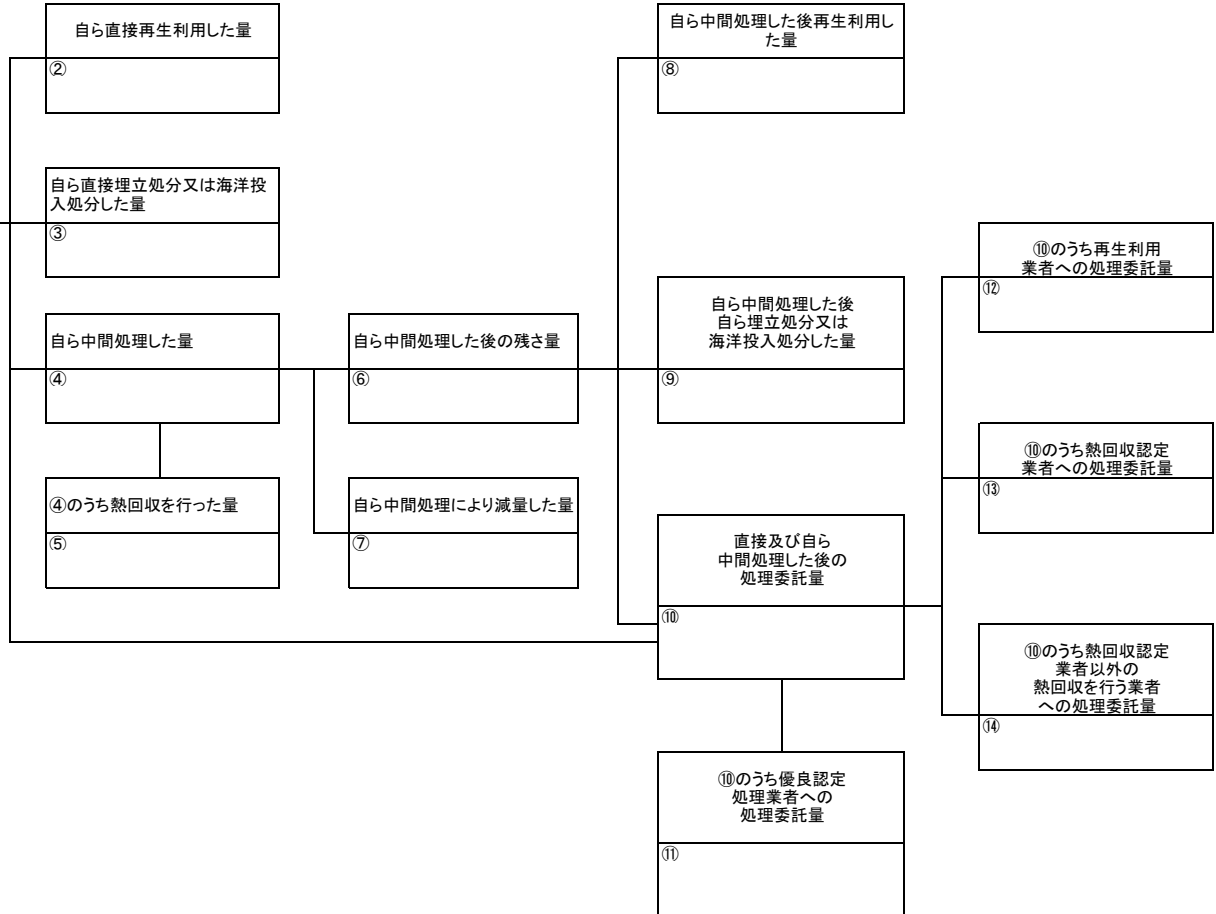 自ら直接再生利用した量
②
自ら直接埋立処分又は海洋投
入処分した量
③
自ら中間処理した量
④
④のうち熱回収を行った量
⑤
自ら中間処理した後の残さ量
⑥
自ら中間処理により減量した量
⑦
自ら中間処理した後再生利用し
た量
⑧
自ら中間処理した後
自ら埋立処分又は
海洋投入処分した量
⑨
直接及び自ら
中間処理した後の
処理委託量
⑩
⑩のうち優良認定
処理業者への
処理委託量
⑪
⑩のうち再生利用
業者への処理委託量
⑫
⑩のうち熱回収認定
業者への処理委託量
⑬
⑩のうち熱回収認定
業者以外の
熱回収を行う業者
への処理委託量
⑭